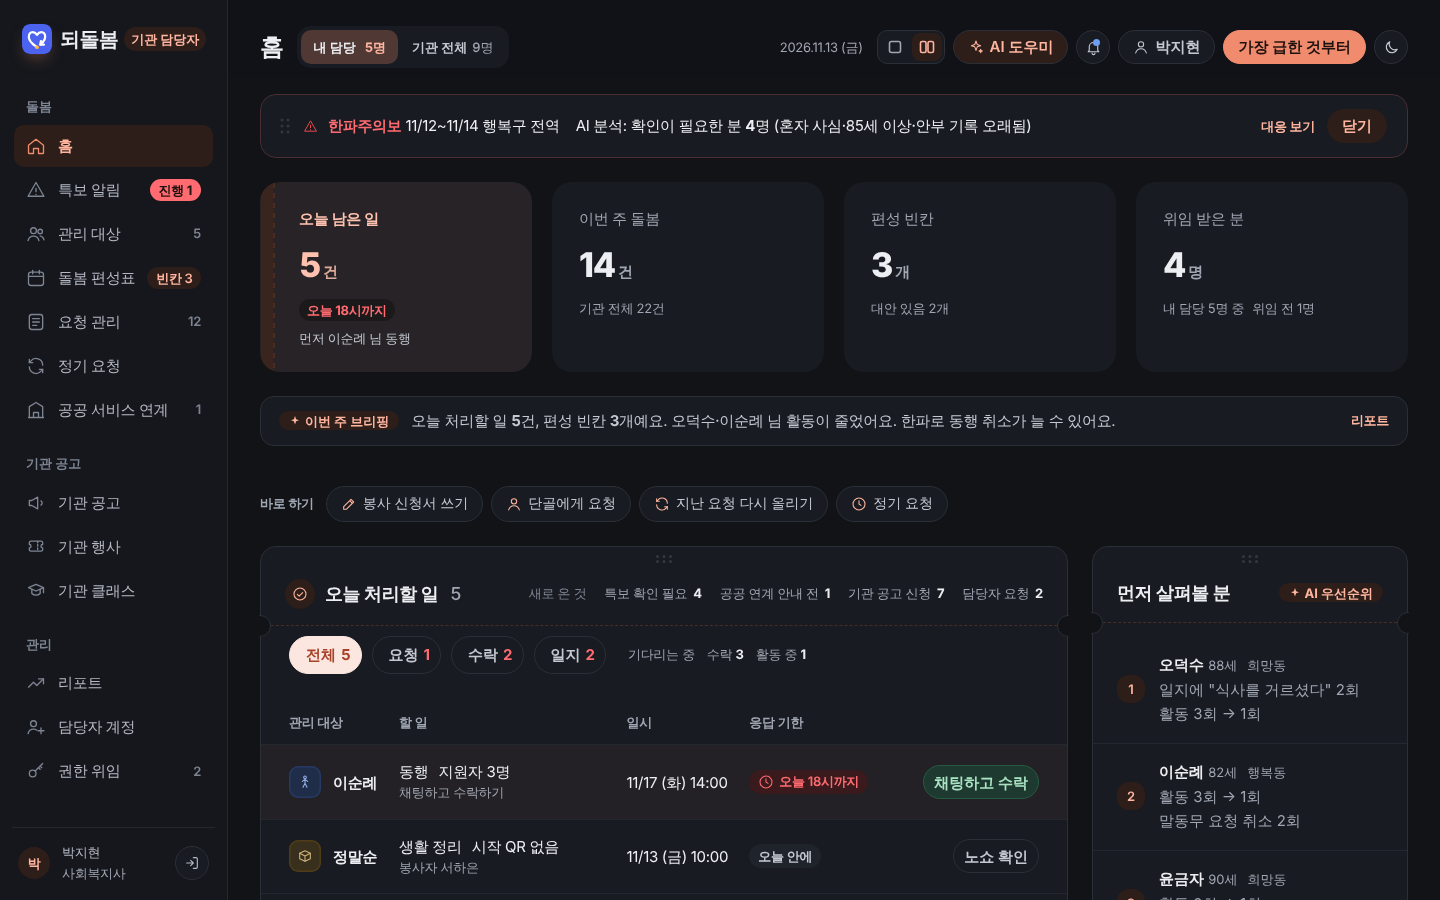 되돌봄 기관 담당자
돌봄
홈
특보 알림 진행 1
관리 대상 5
돌봄 편성표 빈칸 3
요청 관리 12
정기 요청
공공 서비스 연계 1
기관 공고
기관 공고
기관 행사
기관 클래스
관리
리포트
담당자 계정
권한 위임 2
박 박지현
사회복지사
홈 내 담당 5명 기관 전체 9명 2026.11.13 (금) AI 도우미 박지현 가장 급한 것부터
한파주의보 11/12~11/14 행복구 전역 AI 분석: 확인이 필요한 분 4명 (혼자 사심·85세 이상·안부 기록 오래됨) 대응 보기 닫기
오늘 남은 일
5건
오늘 18시까지
먼저 이순례 님 동행
이번 주 돌봄
14건
기관 전체 22건
편성 빈칸
3개
대안 있음 2개
위임 받은 분
4명
내 담당 5명 중 위임 전 1명
이번 주 브리핑 오늘 처리할 일 5건, 편성 빈칸 3개예요. 오덕수·이순례 님 활동이 줄었어요. 한파로 동행 취소가 늘 수 있어요. 리포트
바로 하기 봉사 신청서 쓰기 단골에게 요청 지난 요청 다시 올리기 정기 요청
오늘 처리할 일 5 새로 온 것 특보 확인 필요 4 공공 연계 안내 전 1 기관 공고 신청 7 담당자 요청 2
전체 5 요청 1 수락 2 일지 2 기다리는 중 수락 3 활동 중 1
관리 대상 할 일 일시 응답 기한
이순례 동행 지원자 3명 11/17 (화) 14:00 오늘 18시까지 채팅하고 수락
채팅하고 수락하기
정말순 생활 정리 시작 QR 없음 11/13 (금) 10:00 오늘 안에 노쇼 확인
봉사자 서하은
먼저 살펴볼 분 AI 우선순위
1 오덕수 88세 희망동
일지에 "식사를 거르셨다" 2회
활동 3회 → 1회
2 이순례 82세 행복동
활동 3회 → 1회
말동무 요청 취소 2회
윤금자 90세 희망동